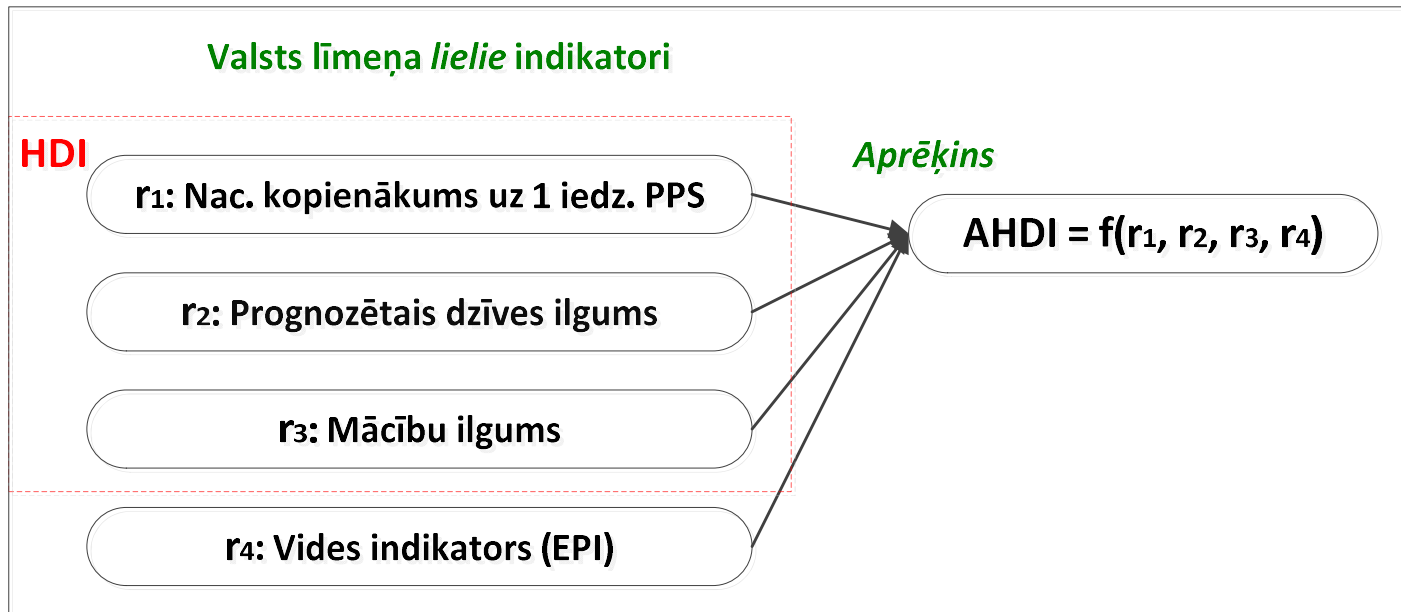 Valsts līmeņa lielie indikatori
HDI
r1: Nac. kopienākums uz 1 iedz. PPS
r2: Prognozētais dzīves ilgums
r3: Mācību ilgums
r4: Vides indikators (EPI)
Aprēķins
AHDI = f(r1, r2, r3, r4)